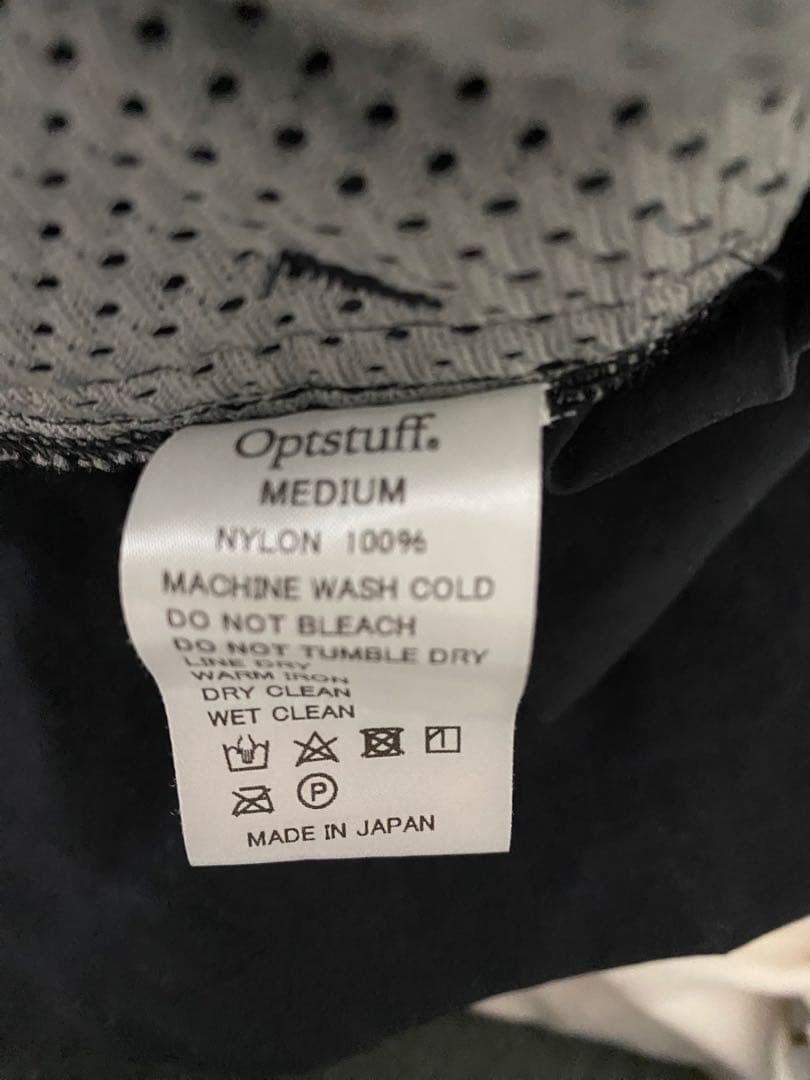 Optstuff.
MEDIUM
NYLON 100%
MACHINE WASH COLD
DO NOT BLEACH
DO NOT TUMBLE DRY
LINE DRY
WARM IRON
DRY CLEAN
WET CLEAN
P
MADE IN JAPAN